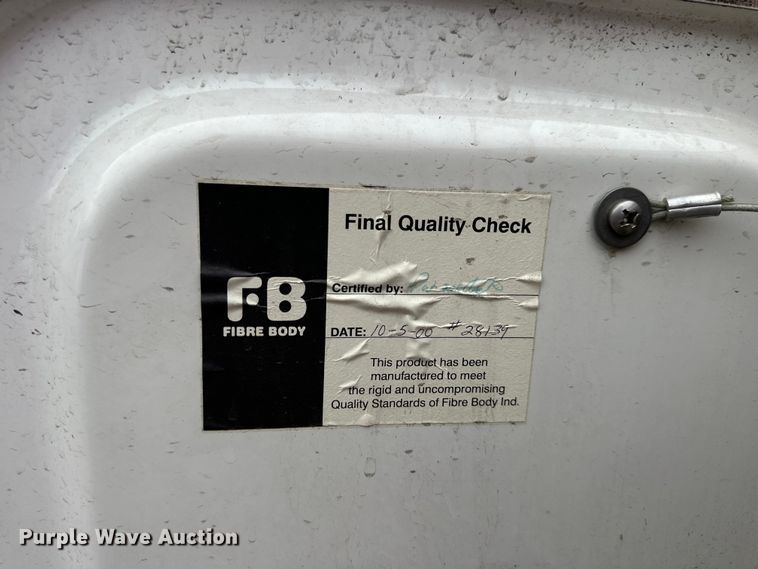 Final Quality Check
FB
FIBRE BODY
Certified by:
DATE: 10-5-00 #28139
This product has been
manufactured to meet
the rigid and uncompromising
Quality Standards of Fibre Body Ind.
Purple Wave Auction